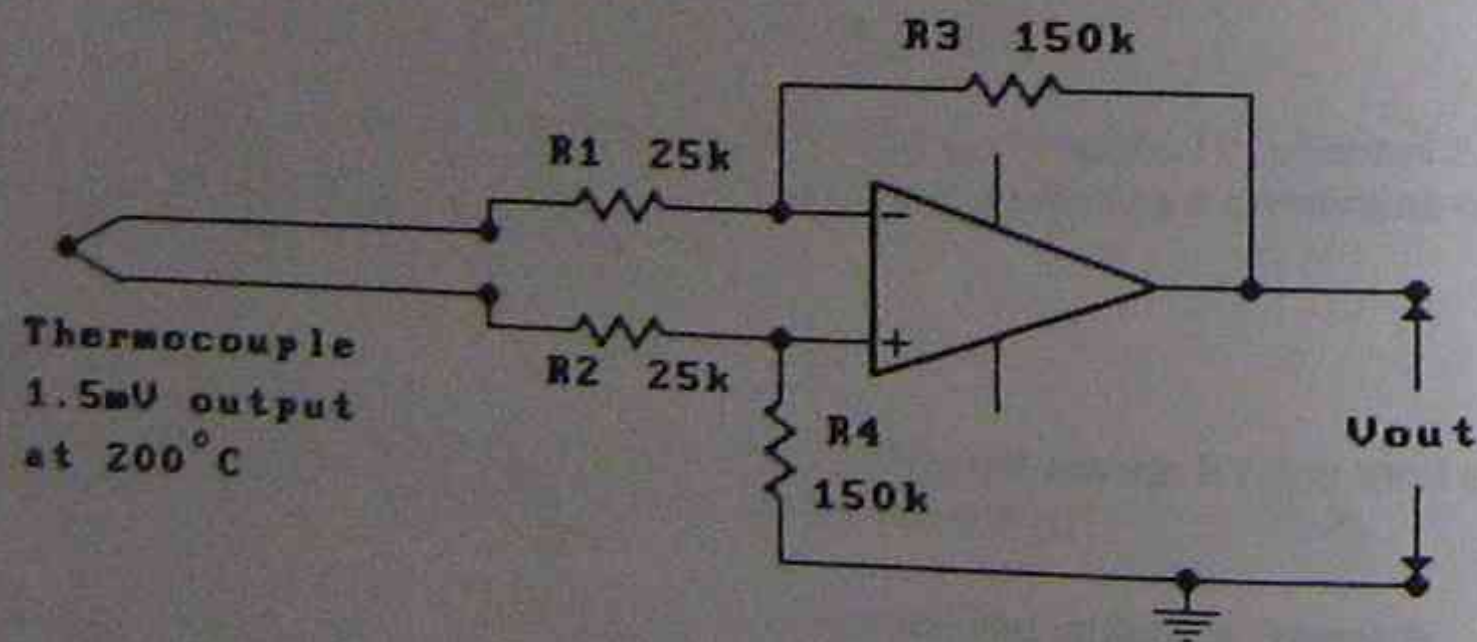 R3 150k
R1 25k
-
+
R2 25k
Thermocouple
1.5mV output
at 200°C
R4
150k
Vout